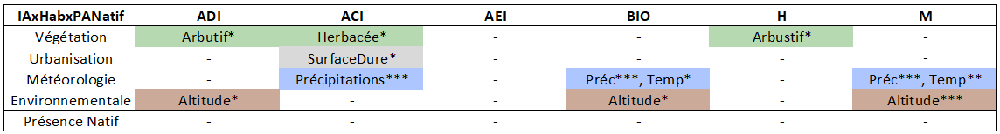 IAxHabxPANatif ADI ACI AEI BIO H M
Végétation Arbutif* Herbacée* - - Arbustif* -
Urbanisation - SurfaceDure* - - - -
Météorologie - Précipitations*** - Préc***, Temp* - Préc***, Temp**
Environnementale Altitude* - - Altitude* - Altitude***
Présence Natif - - - - - -